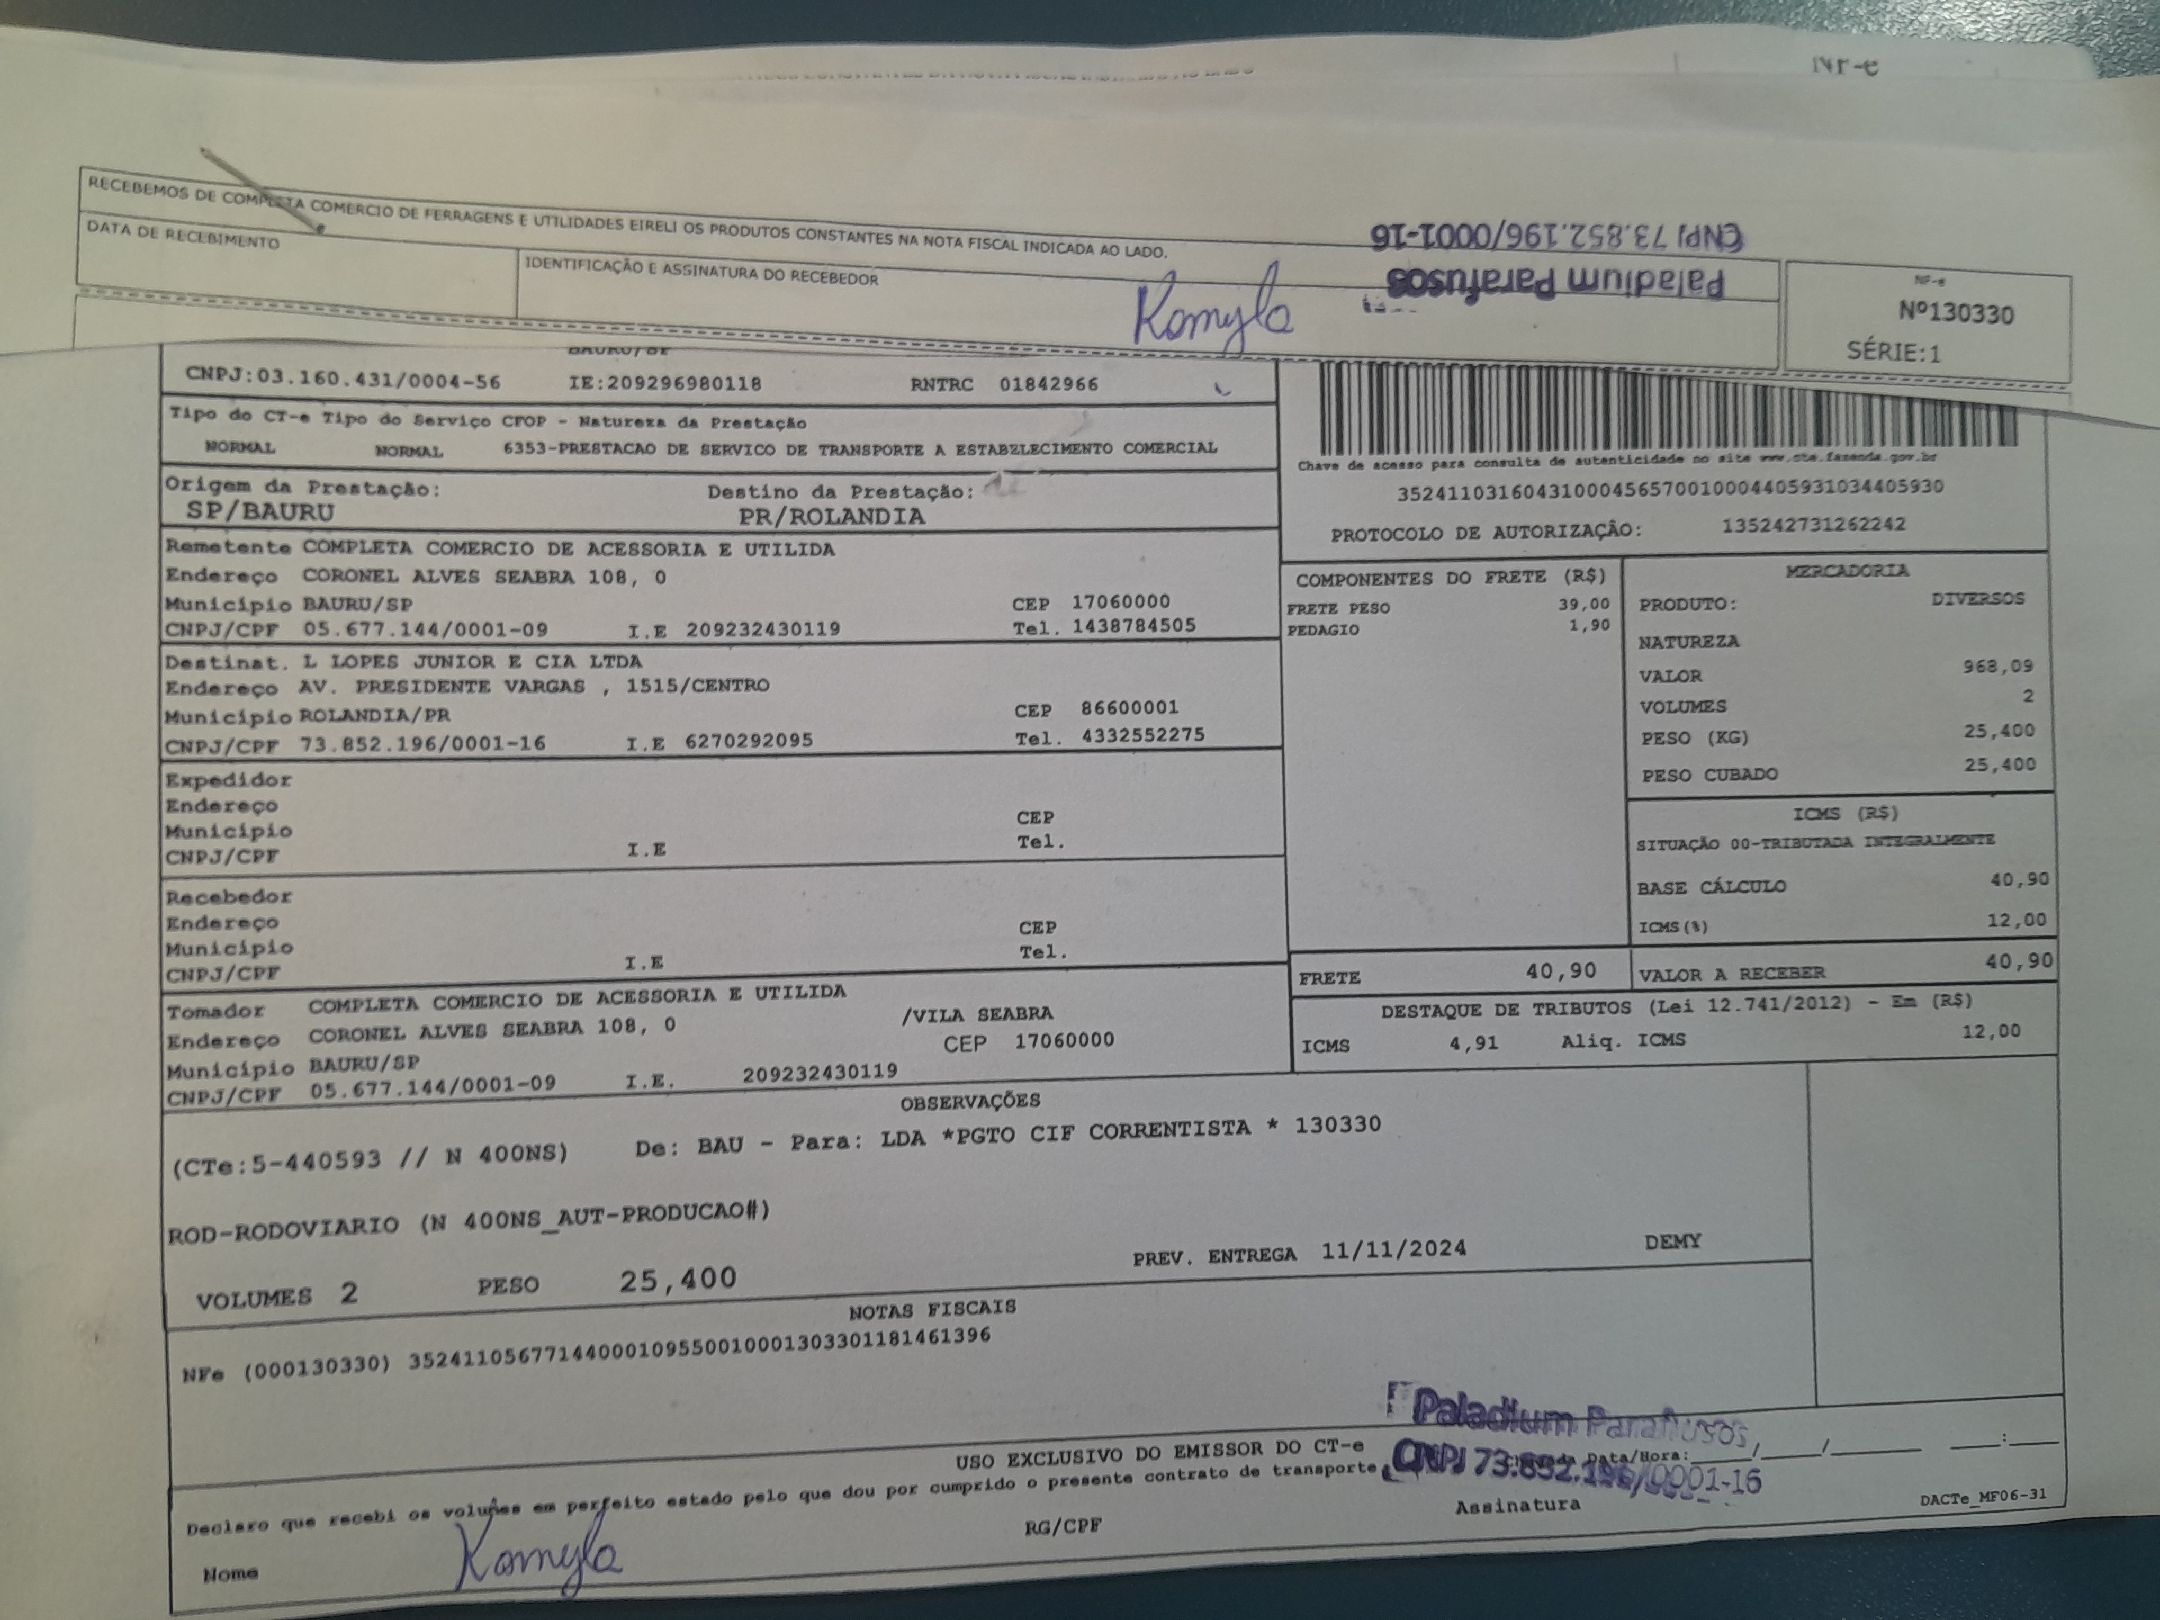 NF-e
RECEBEMOS DE COMPLETA COMERCIO DE FERRAGENS E UTILIDADES EIRELI OS PRODUTOS CONSTANTES NA NOTA FISCAL INDICADA AO LADO.
DATA DE RECEBIMENTO
IDENTIFICAÇÃO E ASSINATURA DO RECEBEDOR
Kamyla
Paladium Parafusos
CNPJ 73.852.196/0001-16
NF-e
Nº130330
SÉRIE:1
BAURU/SP
CNPJ:03.160.431/0004-56 IE:209296980118 RNTRC 01842966
Tipo do CT-e Tipo do Serviço CFOP - Natureza da Prestação
NORMAL NORMAL 6353-PRESTACAO DE SERVICO DE TRANSPORTE A ESTABELECIMENTO COMERCIAL
Chave de acesso para consulta de autenticidade no site www.cte.fazenda.gov.br
35241103160431000456570010004405931034405930
PROTOCOLO DE AUTORIZAÇÃO: 135242731262242
Origem da Prestação: Destino da Prestação:
SP/BAURU PR/ROLANDIA
Remetente COMPLETA COMERCIO DE ACESSORIA E UTILIDA
Endereço CORONEL ALVES SEABRA 108, 0
Município BAURU/SP CEP 17060000
CNPJ/CPF 05.677.144/0001-09 I.E 209232430119 Tel. 1438784505
Destinat. L LOPES JUNIOR E CIA LTDA
Endereço AV. PRESIDENTE VARGAS , 1515/CENTRO
Município ROLANDIA/PR CEP 86600001
CNPJ/CPF 73.852.196/0001-16 I.E 6270292095 Tel. 4332552275
Expedidor
Endereço
Município CEP
CNPJ/CPF I.E Tel.
Recebedor
Endereço
Município CEP
CNPJ/CPF I.E Tel.
Tomador COMPLETA COMERCIO DE ACESSORIA E UTILIDA
Endereço CORONEL ALVES SEABRA 108, 0 /VILA SEABRA
Município BAURU/SP CEP 17060000
CNPJ/CPF 05.677.144/0001-09 I.E. 209232430119
COMPONENTES DO FRETE (R$)
FRETE PESO 39,00
PEDAGIO 1,90
MERCADORIA
PRODUTO: DIVERSOS
NATUREZA
VALOR 968,09
VOLUMES 2
PESO (KG) 25,400
PESO CUBADO 25,400
ICMS (R$)
SITUAÇÃO 00-TRIBUTADA INTEGRALMENTE
BASE CÁLCULO 40,90
ICMS(%) 12,00
FRETE 40,90 VALOR A RECEBER 40,90
DESTAQUE DE TRIBUTOS (Lei 12.741/2012) - Em (R$)
ICMS 4,91 Aliq. ICMS 12,00
OBSERVAÇÕES
(CTe:5-440593 // N 400NS) De: BAU - Para: LDA *PGTO CIF CORRENTISTA * 130330
ROD-RODOVIARIO (N 400NS_AUT-PRODUCAO#)
PREV. ENTREGA 11/11/2024 DEMY
VOLUMES 2 PESO 25,400
NOTAS FISCAIS
NFe (000130330) 35241105677144000109550010001303301181461396
Paladium Parafusos
CNPJ 73.852.196/0001-16
USO EXCLUSIVO DO EMISSOR DO CT-e
Declaro que recebi os volumes em perfeito estado pelo que dou por cumprido o presente contrato de transporte
Data/Hora:____/____/______ ___:___
Nome Kamyla RG/CPF Assinatura
DACTe_MF06-31